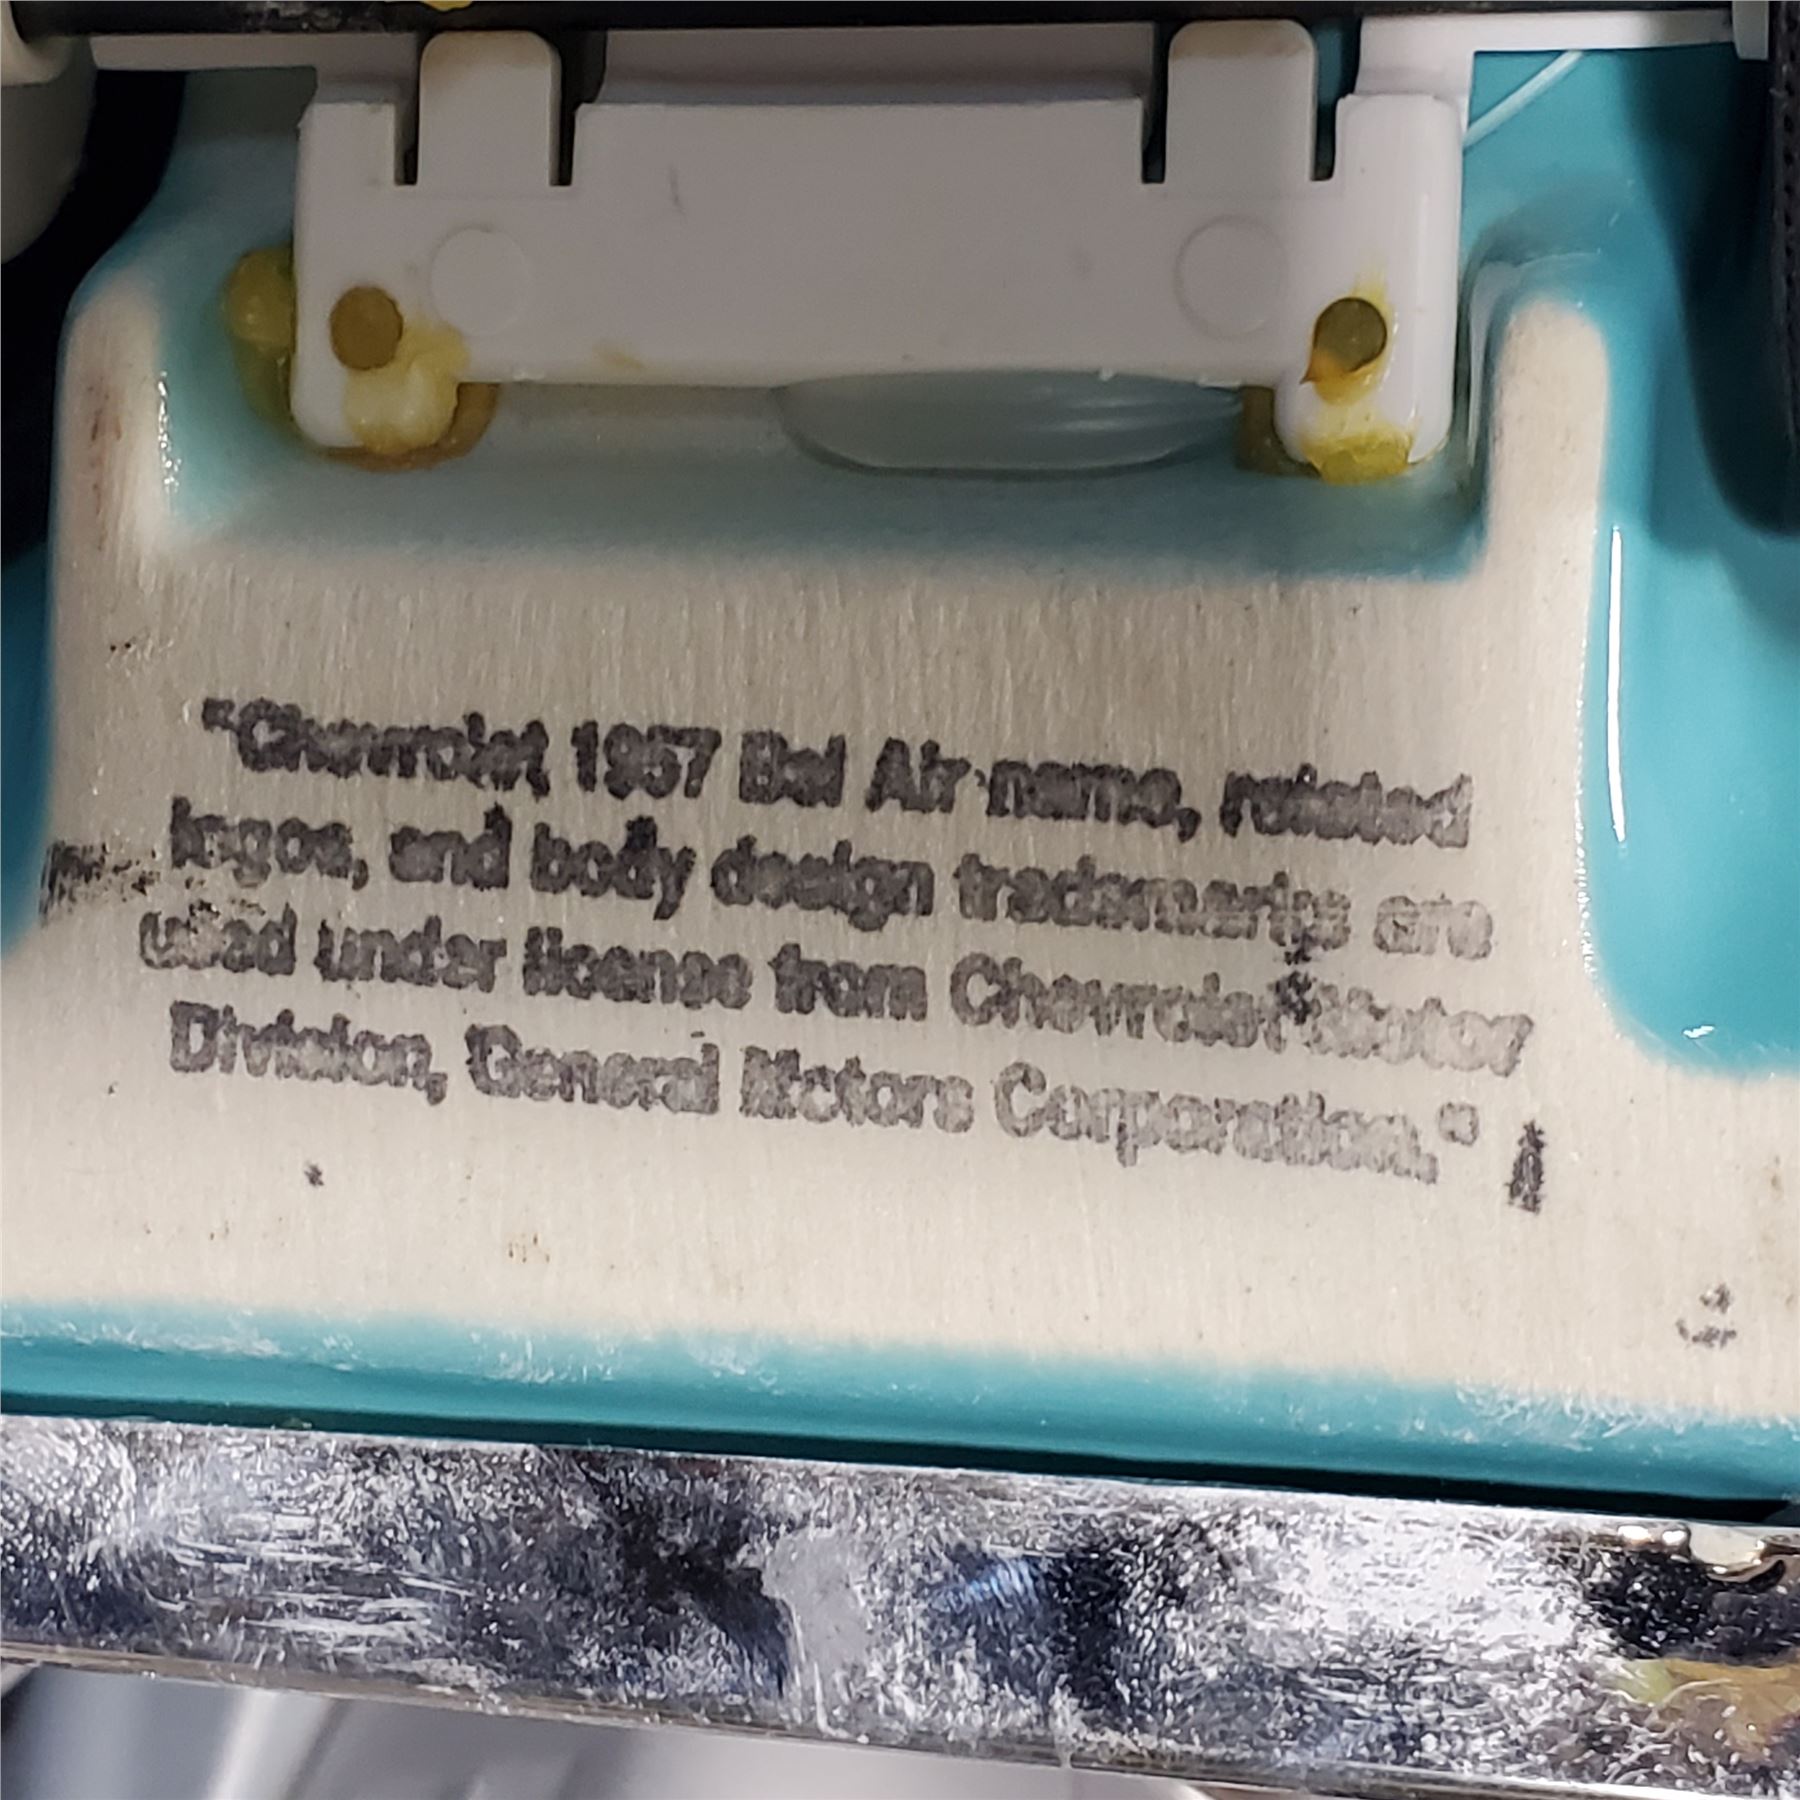 "Chevrolet, 1957 Bel Air name, related
logos, and body design trademarks are
used under license from Chevrolet Motor
Division, General Motors Corporation."